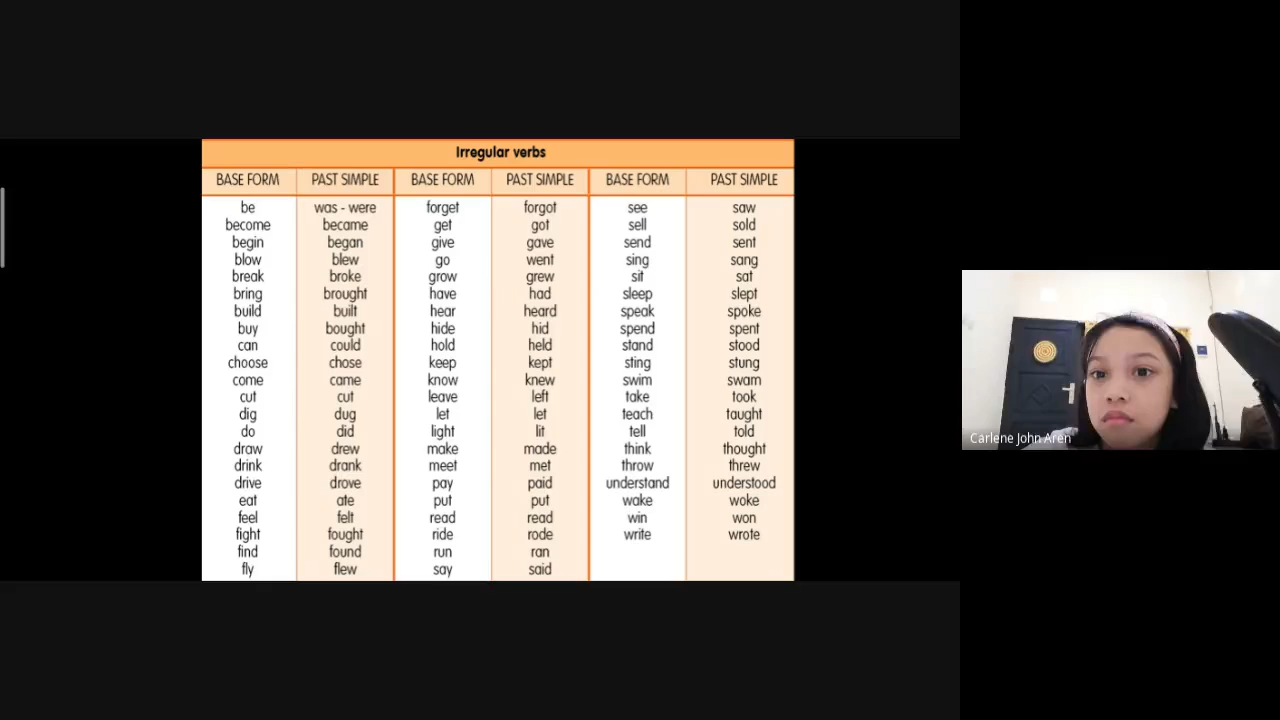 Irregular verbs
BASE FORM PAST SIMPLE BASE FORM PAST SIMPLE BASE FORM PAST SIMPLE
be was - were forget forgot see saw
become became get got sell sold
begin began give gave send sent
blow blew go went sing sang
break broke grow grew sit sat
bring brought have had sleep slept
build built hear heard speak spoke
buy bought hide hid spend spent
can could hold held stand stood
choose chose keep kept sting stung
come came know knew swim swam
cut cut leave left take took
dig dug let let teach taught
do did light lit tell told
draw drew make made think thought
drink drank meet met throw threw
drive drove pay paid understand understood
eat ate put put wake woke
feel felt read read win won
fight fought ride rode write wrote
find found run ran
fly flew say said
Carlene John Aren